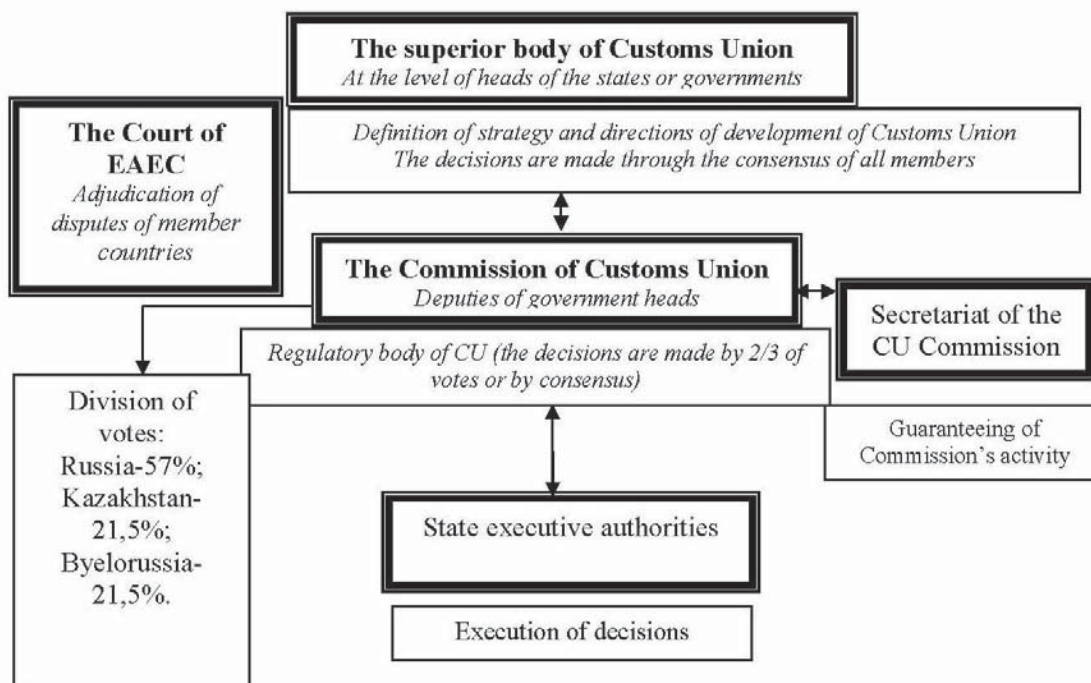 The superior body of Customs Union
At the level of heads of the states or governments
Definition of strategy and directions of development of Customs Union
The decisions are made through the consensus of all members
The Court of
EAEC
Adjudication of
disputes of member
countries
The Commission of Customs Union
Deputies of government heads
Regulatory body of CU (the decisions are made by 2/3 of
votes or by consensus)
Secretariat of the
CU Commission
Guaranteeing of
Commission's activity
Division of
votes:
Russia-57%;
Kazakhstan-
21,5%;
Byelorussia-
21,5%.
State executive authorities
Execution of decisions